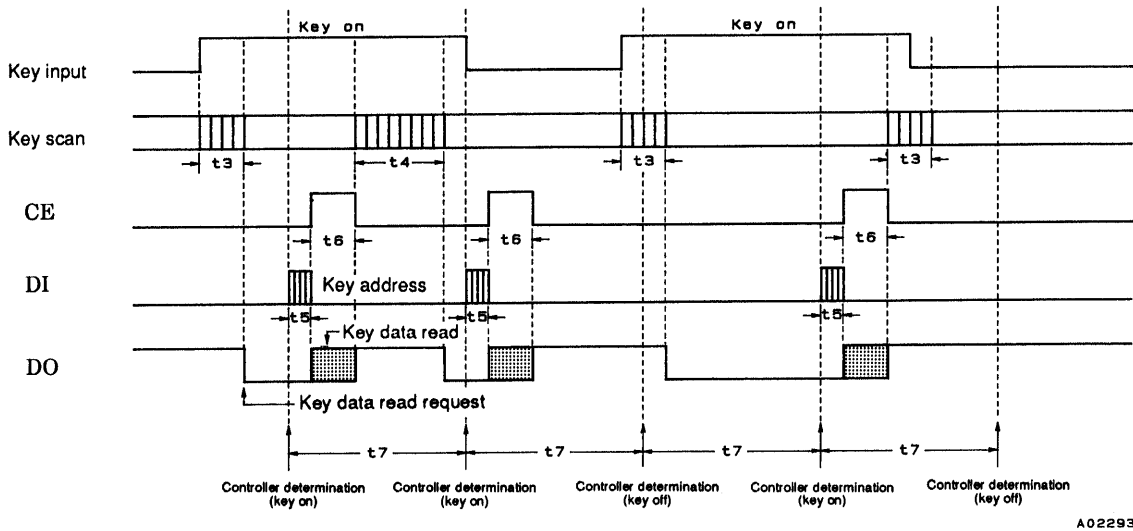 Key on
Key on
Key input
Key scan
t3
t4
t3
t3
CE
t6
t6
t6
DI
Key address
t5
t5
t5
Key data read
DO
Key data read request
t7
t7
t7
t7
Controller determination
(key on)
Controller determination
(key on)
Controller determination
(key off)
Controller determination
(key on)
Controller determination
(key off)
A02293